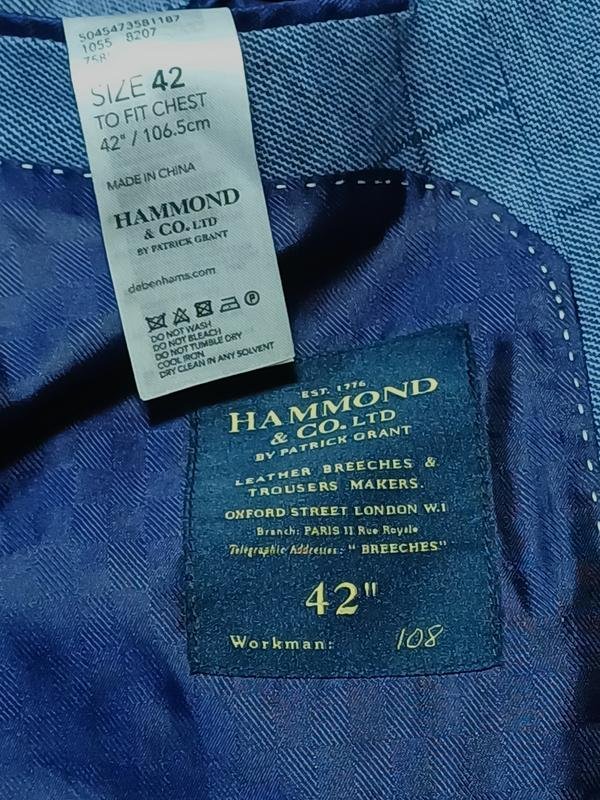 5045473581187
1055 8207
SIZE 42
TO FIT CHEST
42" / 106.5cm
MADE IN CHINA
HAMMOND
& CO. LTD
BY PATRICK GRANT
debenhams.com
P
DO NOT WASH
DO NOT BLEACH
DO NOT TUMBLE DRY
COOL IRON
DRY CLEAN IN ANY SOLVENT
EST. 1776
HAMMOND
& CO. LTD
BY PATRICK GRANT
LEATHER BREECHES &
TROUSERS MAKERS.
OXFORD STREET LONDON W.1
Branch: PARIS 11 Rue Royale
Telegraphic Addresses: " BREECHES"
42"
Workman: 108